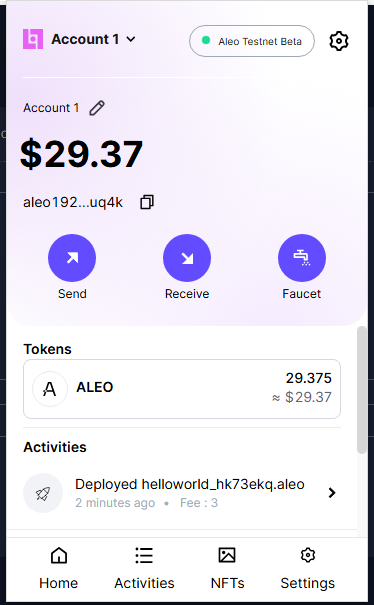 Account 1
Aleo Testnet Beta
Account 1
$29.37
aleo192...uq4k
Send
Receive
Faucet
Tokens
ALEO
29.375
≈ $29.37
Activities
Deployed helloworld_hk73ekq.aleo
2 minutes ago • Fee : 3
Home
Activities
NFTs
Settings